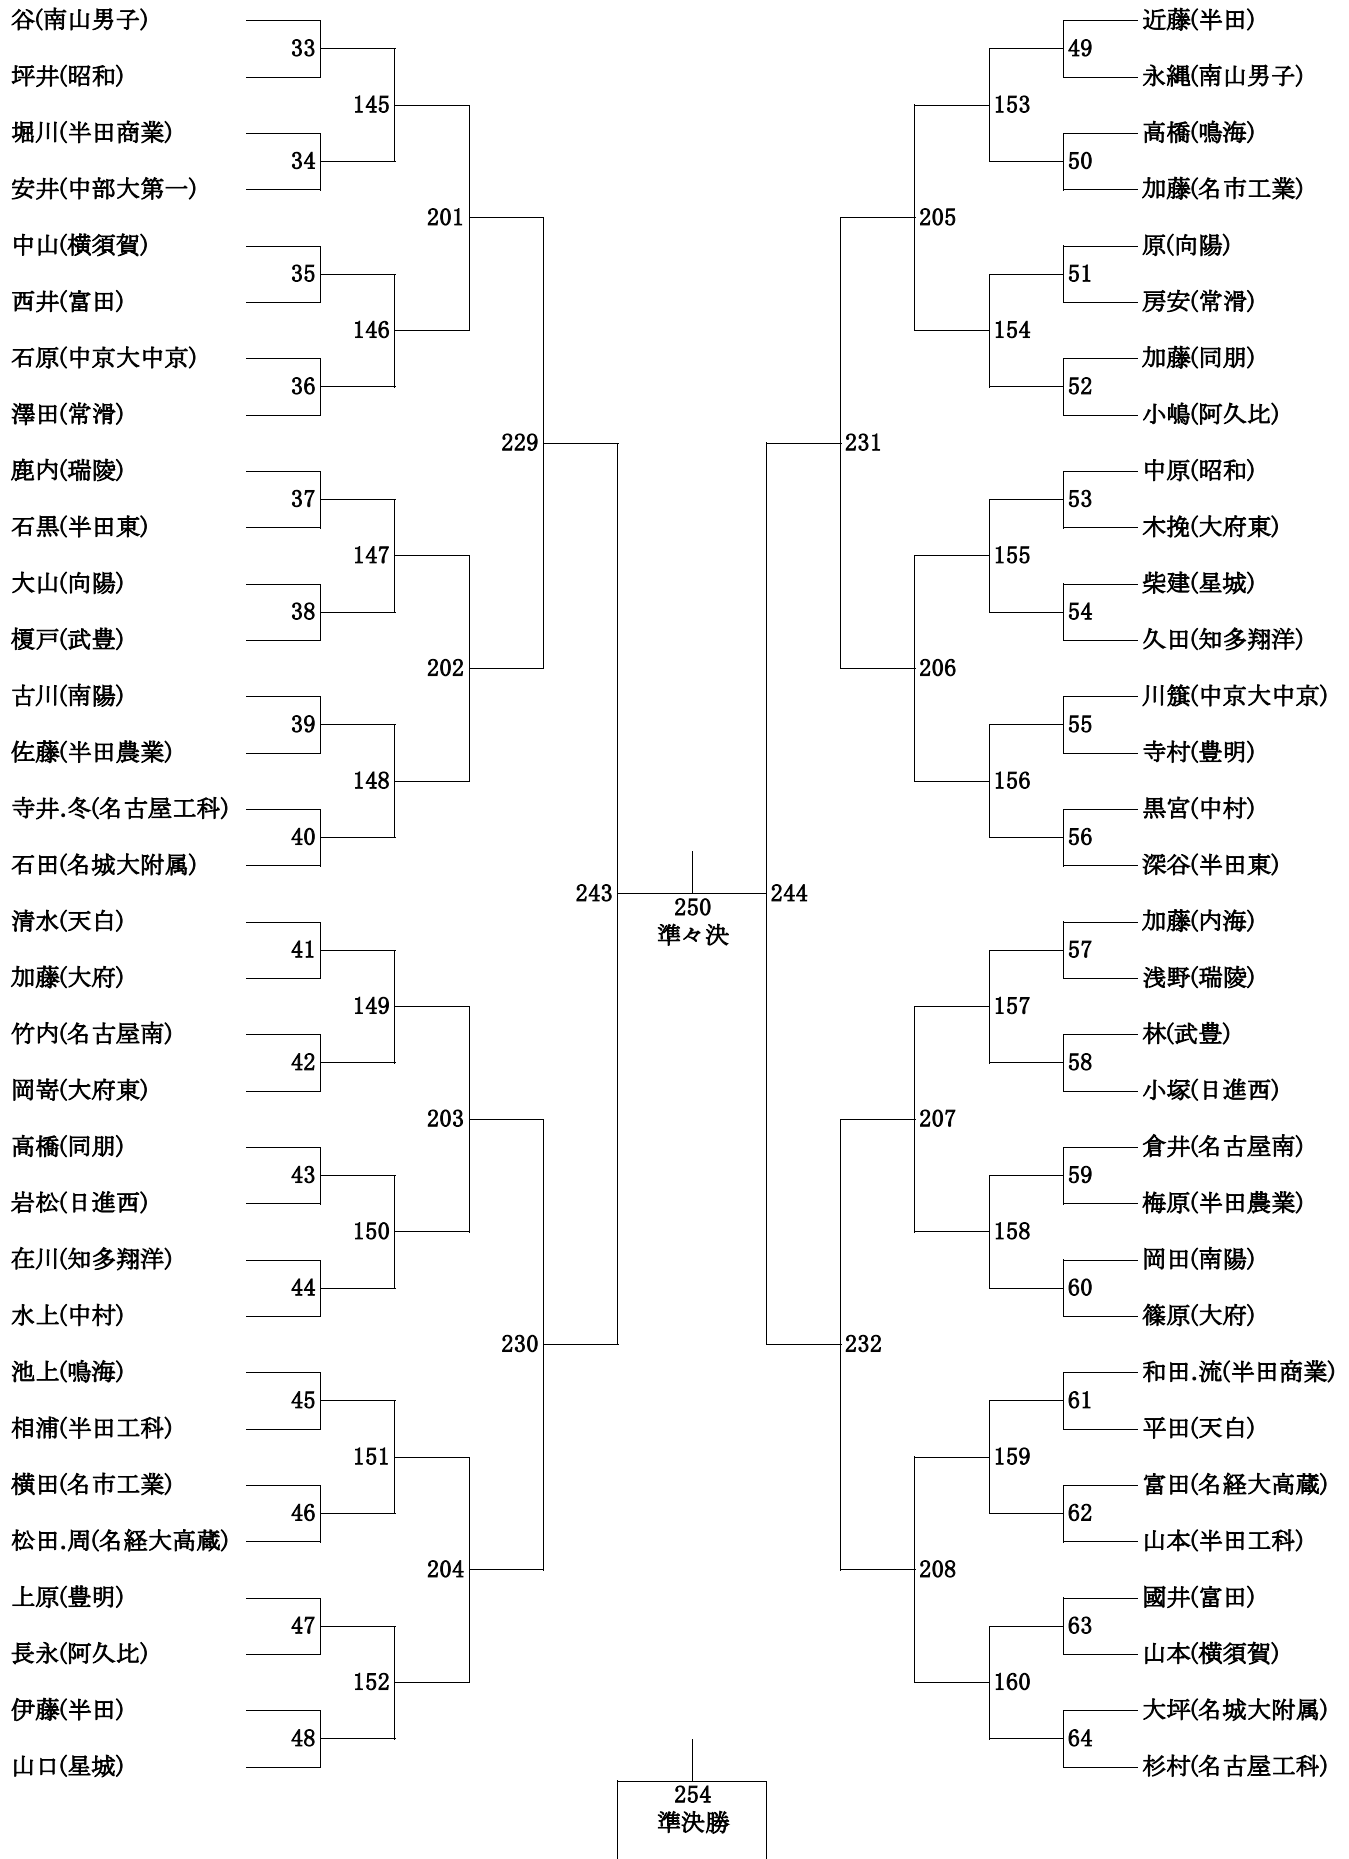 谷(南山男子)
坪井(昭和)
堀川(半田商業)
安井(中部大第一)
中山(横須賀)
西井(富田)
石原(中京大中京)
澤田(常滑)
鹿内(瑞陵)
石黒(半田東)
大山(向陽)
榎戸(武豊)
古川(南陽)
佐藤(半田農業)
寺井.冬(名古屋工科)
石田(名城大附属)
清水(天白)
加藤(大府)
竹内(名古屋南)
岡嵜(大府東)
高橋(同朋)
岩松(日進西)
在川(知多翔洋)
水上(中村)
池上(鳴海)
相浦(半田工科)
横田(名市工業)
松田.周(名経大高蔵)
上原(豊明)
長永(阿久比)
伊藤(半田)
山口(星城)
33
34
35
36
37
38
39
40
41
42
43
44
45
46
47
48
145
146
147
148
149
150
151
152
201
202
203
204
229
230
243
250
準々決
254
準決勝
244
231
232
205
206
207
208
153
154
155
156
157
158
159
160
49
50
51
52
53
54
55
56
57
58
59
60
61
62
63
64
近藤(半田)
永縄(南山男子)
高橋(鳴海)
加藤(名市工業)
原(向陽)
房安(常滑)
加藤(同朋)
小嶋(阿久比)
中原(昭和)
木挽(大府東)
柴建(星城)
久田(知多翔洋)
川籏(中京大中京)
寺村(豊明)
黒宮(中村)
深谷(半田東)
加藤(内海)
浅野(瑞陵)
林(武豊)
小塚(日進西)
倉井(名古屋南)
梅原(半田農業)
岡田(南陽)
篠原(大府)
和田.流(半田商業)
平田(天白)
富田(名経大高蔵)
山本(半田工科)
國井(富田)
山本(横須賀)
大坪(名城大附属)
杉村(名古屋工科)